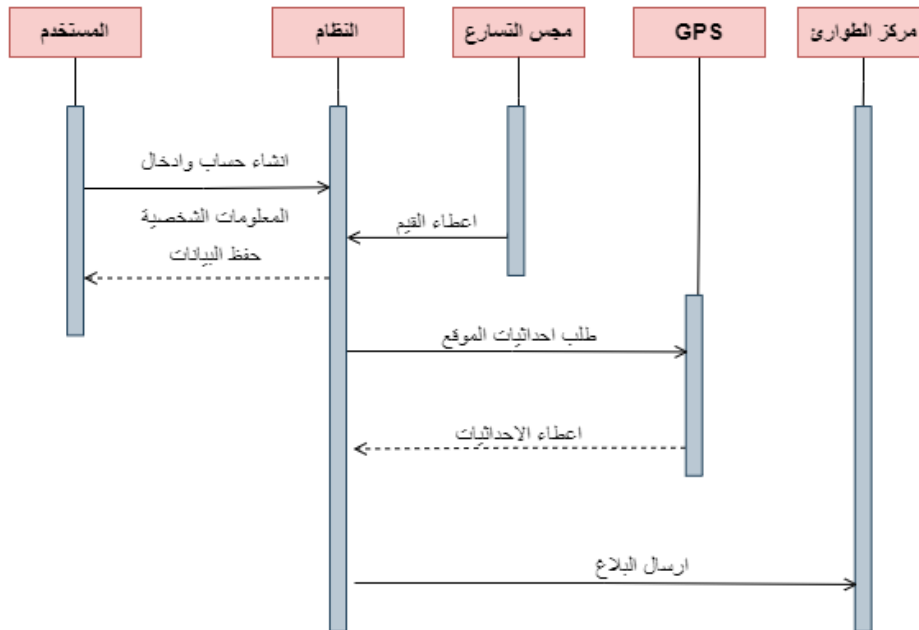 المستخدم
النظام
مجس التسارع
GPS
مركز الطوارئ
انشاء حساب وادخال
المعلومات الشخصية
اعطاء القيم
حفظ البيانات
طلب احداثيات الموقع
اعطاء الاحداثيات
ارسال البلاغ